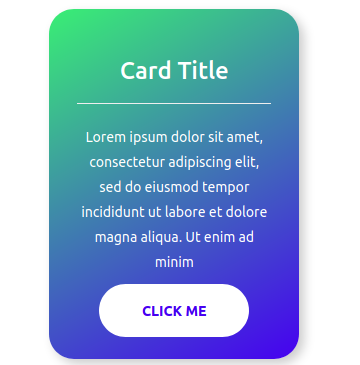 Card Title
Lorem ipsum dolor sit amet,
consectetur adipiscing elit,
sed do eiusmod tempor
incididunt ut labore et dolore
magna aliqua. Ut enim ad
minim
CLICK ME